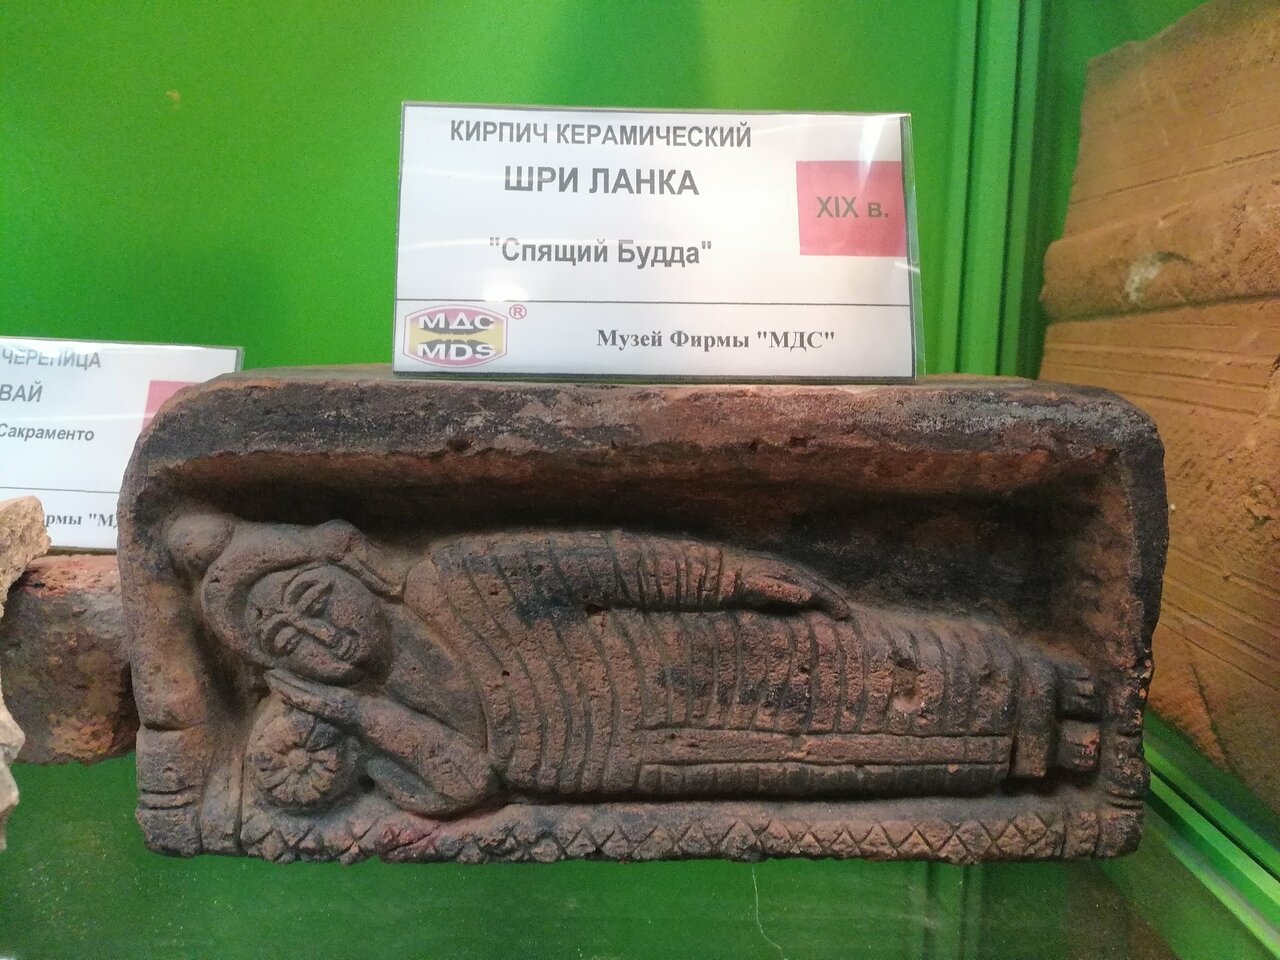 КИРПИЧ КЕРАМИЧЕСКИЙ
ШРИ ЛАНКА
XIX в.
"Спящий Будда"
МДС ®
MDS
Музей Фирмы "МДС"
ЧЕРЕПИЦА
ВАЙ
Сакраменто
рмы "М